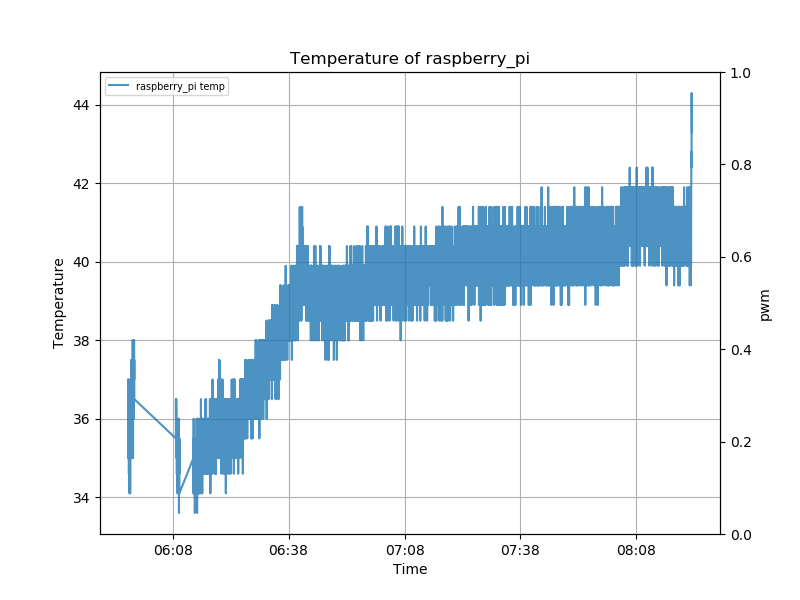 Temperature of raspberry_pi
raspberry_pi temp
44
42
40
38
36
34
Temperature
1.0
0.8
0.6
0.4
0.2
0.0
pwm
06:08 06:38 07:08 07:38 08:08
Time